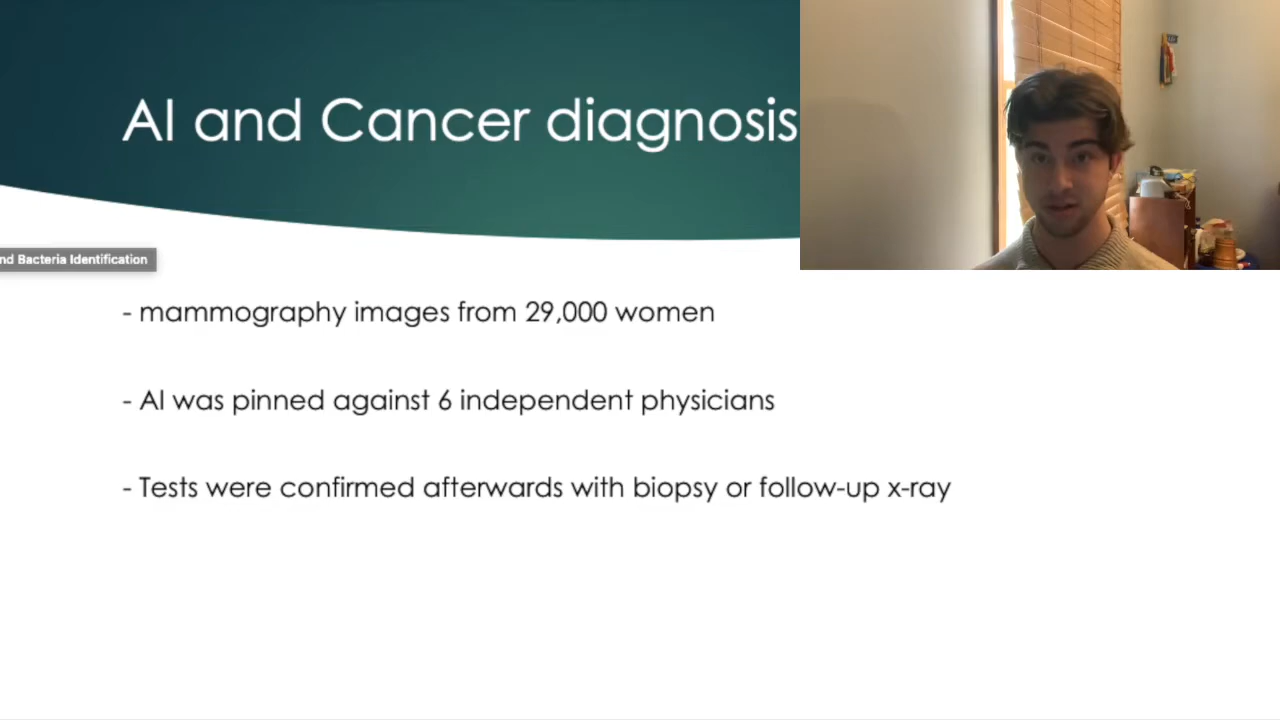 AI and Cancer diagnosis
nd Bacteria Identification
- mammography images from 29,000 women
- AI was pinned against 6 independent physicians
- Tests were confirmed afterwards with biopsy or follow-up x-ray